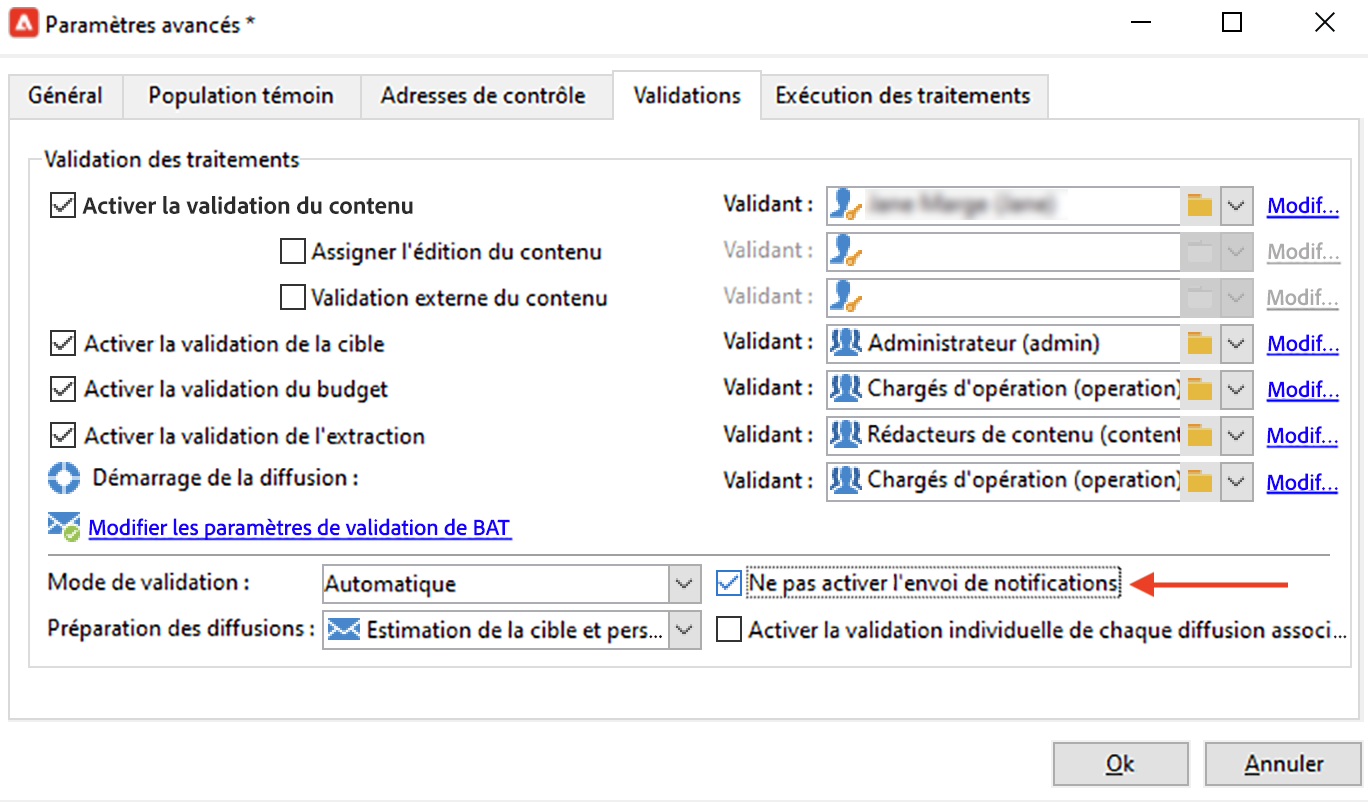 Paramètres avancés *
Général Population témoin Adresses de contrôle Validations Exécution des traitements
Validation des traitements
Activer la validation du contenu Validant : Modif...
Assigner l'édition du contenu Validant : Modif...
Validation externe du contenu Validant : Modif...
Activer la validation de la cible Validant : Administrateur (admin) Modif...
Activer la validation du budget Validant : Chargés d'opération (operation) Modif...
Activer la validation de l'extraction Validant : Rédacteurs de contenu (content Modif...
Démarrage de la diffusion : Validant : Chargés d'opération (operation) Modif...
Modifier les paramètres de validation de BAT
Mode de validation : Automatique Ne pas activer l'envoi de notifications
Préparation des diffusions : Estimation de la cible et pers... Activer la validation individuelle de chaque diffusion associ...
Ok Annuler